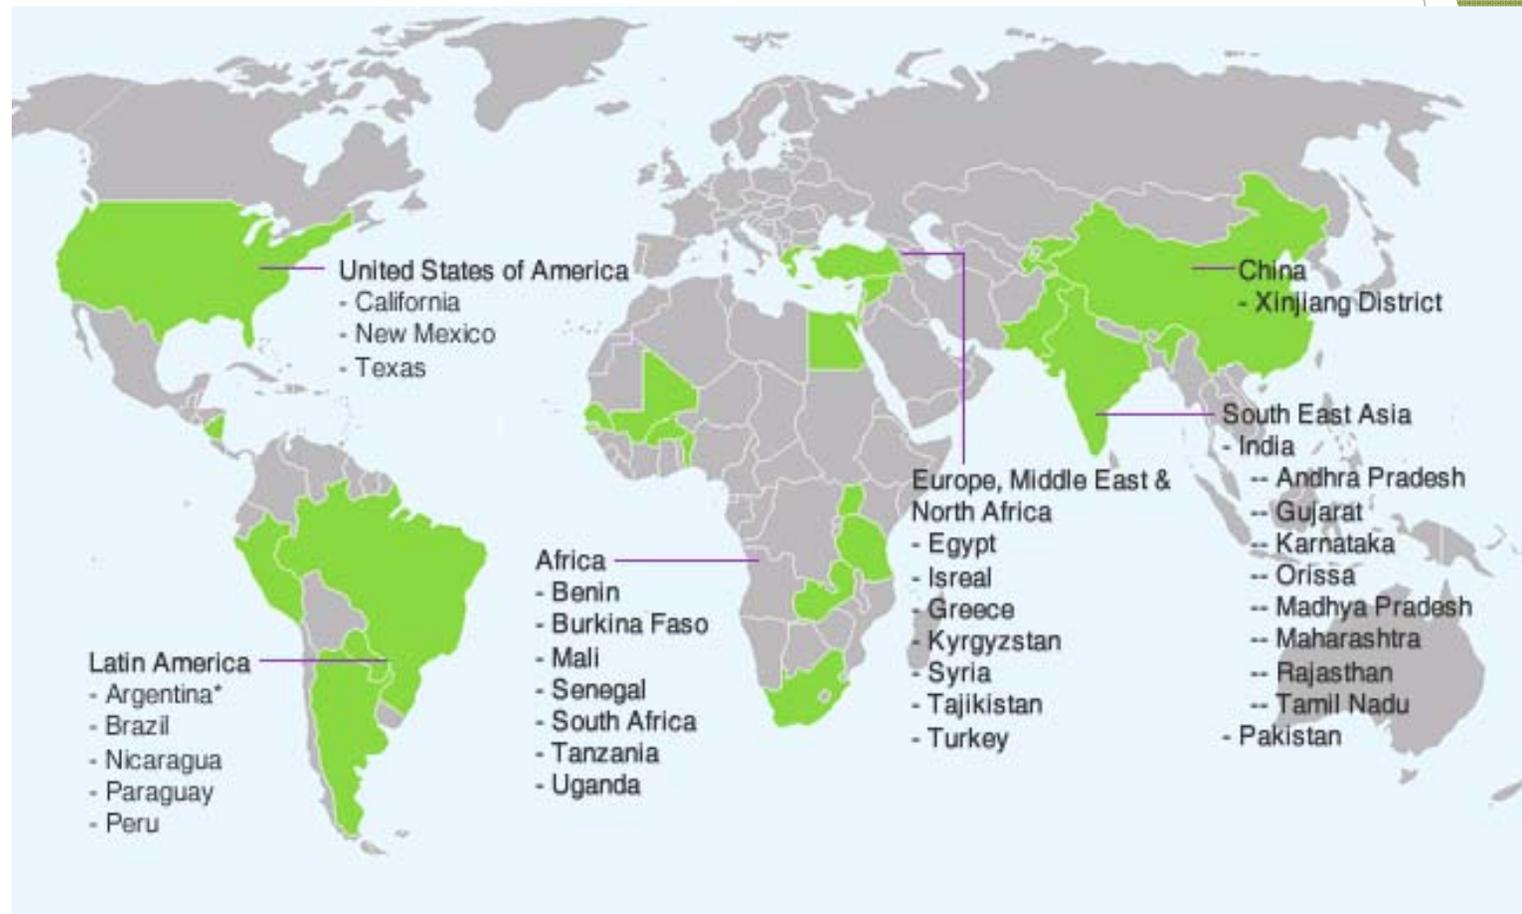 United States of America
- California
- New Mexico
- Texas
Latin America
- Argentina*
- Brazil
- Nicaragua
- Paraguay
- Peru
Africa
- Benin
- Burkina Faso
- Mali
- Senegal
- South Africa
- Tanzania
- Uganda
Europe, Middle East &
North Africa
- Egypt
- Isreal
- Greece
- Kyrgyzstan
- Syria
- Tajikistan
- Turkey
China
- Xinjiang District
South East Asia
- India
-- Andhra Pradesh
-- Gujarat
-- Karnataka
-- Orissa
-- Madhya Pradesh
-- Maharashtra
-- Rajasthan
-- Tamil Nadu
- Pakistan